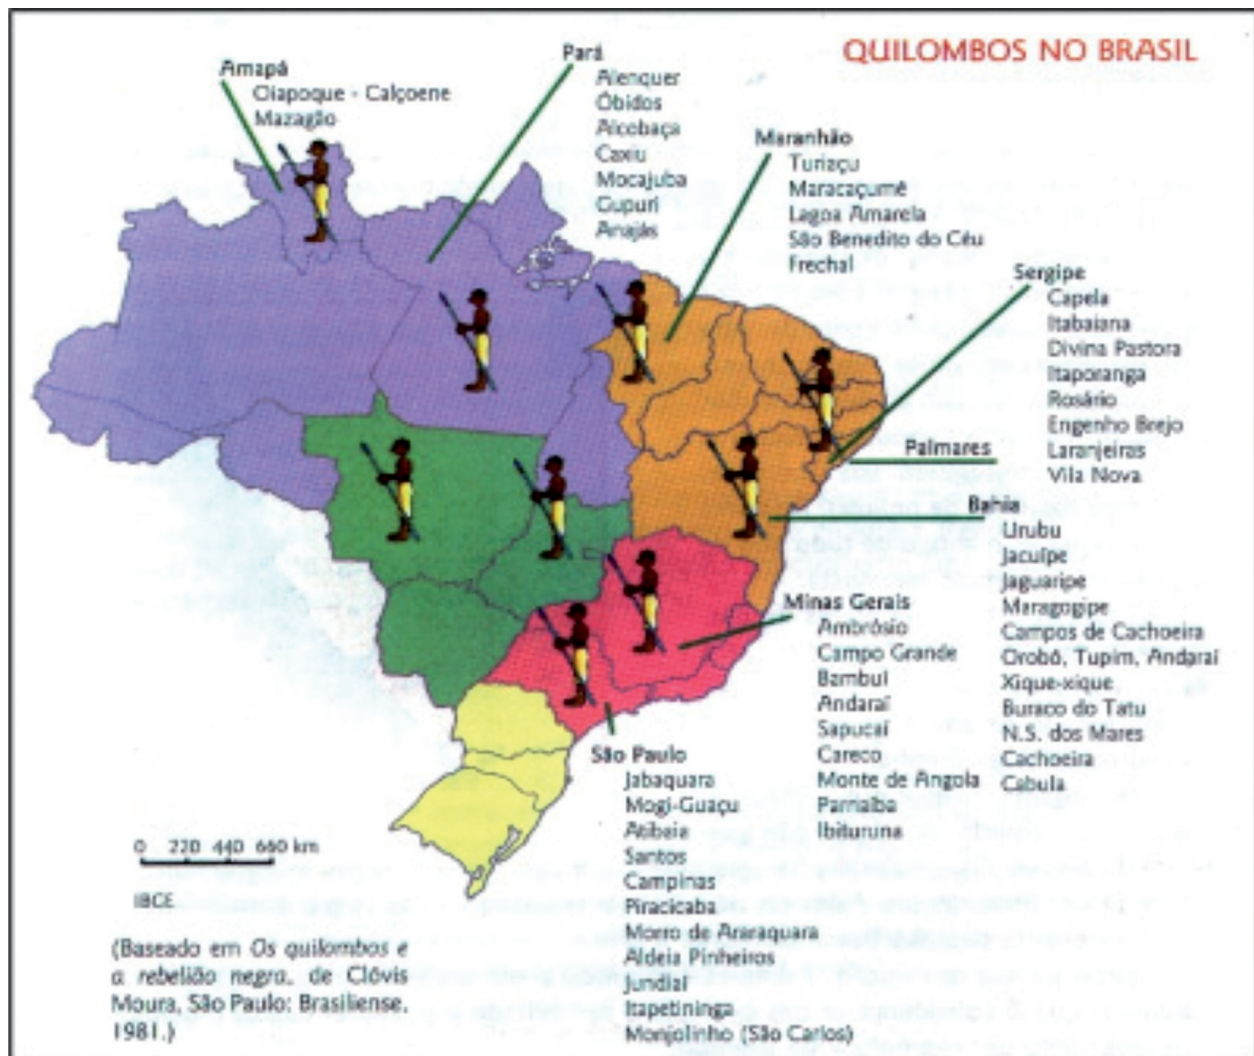 QUILOMBOS NO BRASIL
Amapá
Oiapoque - Calçoene
Mazagão
Pará
Alenquer
Óbidos
Alcobaça
Caxiu
Mocajuba
Gupuri
Anajás
Maranhão
Turiaçu
Maracaçumê
Lagoa Amarela
São Benedito do Céu
Frechal
Sergipe
Capela
Itabaiana
Divina Pastora
Itaporanga
Rosário
Engenho Brejo
Laranjeiras
Vila Nova
Palmares
Bahia
Urubu
Jacuípe
Jaguaripe
Maragogipe
Campos de Cachoeira
Orobó, Tupim, Andaraí
Xique-xique
Buraco do Tatu
N.S. dos Mares
Cachoeira
Cabula
Minas Gerais
Ambrósio
Campo Grande
Bambuí
Andaraí
Sapucaí
Careco
Monte de Angola
Parnaíba
Ibituruna
São Paulo
Jabaquara
Mogi-Guaçu
Atibaia
Santos
Campinas
Piracicaba
Morro de Araraquara
Aldeia Pinheiros
Jundiaí
Itapetininga
Monjolinho (São Carlos)
0 220 440 660 km
IBCE
(Baseado em Os quilombos e
a rebelião negra, de Clóvis
Moura, São Paulo: Brasiliense,
1981.)